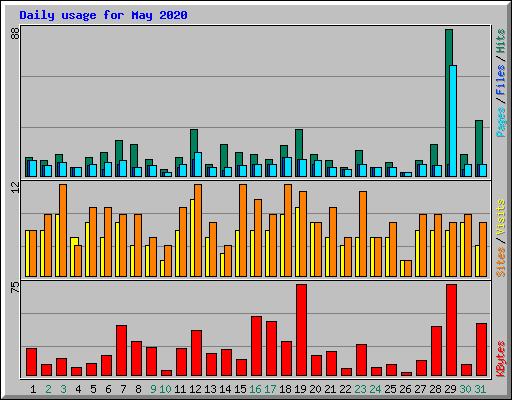 Daily usage for May 2020
88
Pages / Files / Hits
12
Sites / Visits
75
KBytes
1 2 3 4 5 6 7 8 9 10 11 12 13 14 15 16 17 18 19 20 21 22 23 24 25 26 27 28 29 30 31